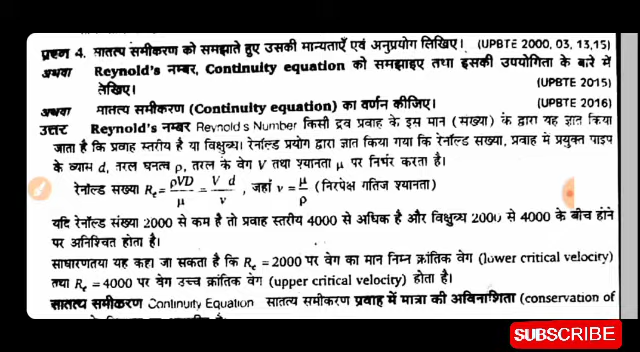 प्रश्न 4. सातत्य समीकरण को समझाते हुए उसकी मान्यताएँ एवं अनुप्रयोग लिखिए। (UPBTE 2000, 03, 13,15)
अथवा Reynold's नम्बर, Continuity equation को समझाइए तथा इसकी उपयोगिता के बारे में
लिखिए। (UPBTE 2015)
अथवा सातत्य समीकरण (Continuity equation) का वर्णन कीजिए। (UPBTE 2016)
उत्तर Reynold's नम्बर Reynold s Number किसी द्रव प्रवाह के इस मान (संख्या) के द्वारा यह ज्ञात किया
जाता है कि प्रवाह स्तरीय है या विक्षुब्ध। रेनॉल्ड प्रयोग द्वारा ज्ञात किया गया कि रेनॉल्ड संख्या, प्रवाह में प्रयुक्त पाइप
के व्यास d, तरल घनत्व ρ, तरल के वेग V तथा श्यानता μ पर निर्भर करता है।
रेनॉल्ड सख्या Re = ρVD/μ = V d/ν , जहाँ ν = μ/ρ (निरपेक्ष गतिज श्यानता)
यदि रेनॉल्ड संख्या 2000 से कम है तो प्रवाह स्तरीय 4000 से अधिक है और विक्षुब्ध 2000 से 4000 के बीच होने
पर अनिश्चित होता है।
साधारणतया यह कहा जा सकता है कि Re = 2000 पर वेग का मान निम्न क्रांतिक वेग (lower critical velocity)
तथा Re = 4000 पर वेग उच्च क्रांतिक वेग (upper critical velocity) होता है।
सातत्य समीकरण Continuity Equation सातत्य समीकरण प्रवाह में मात्रा की अविनाशिता (conservation of
SUBSCRIBE